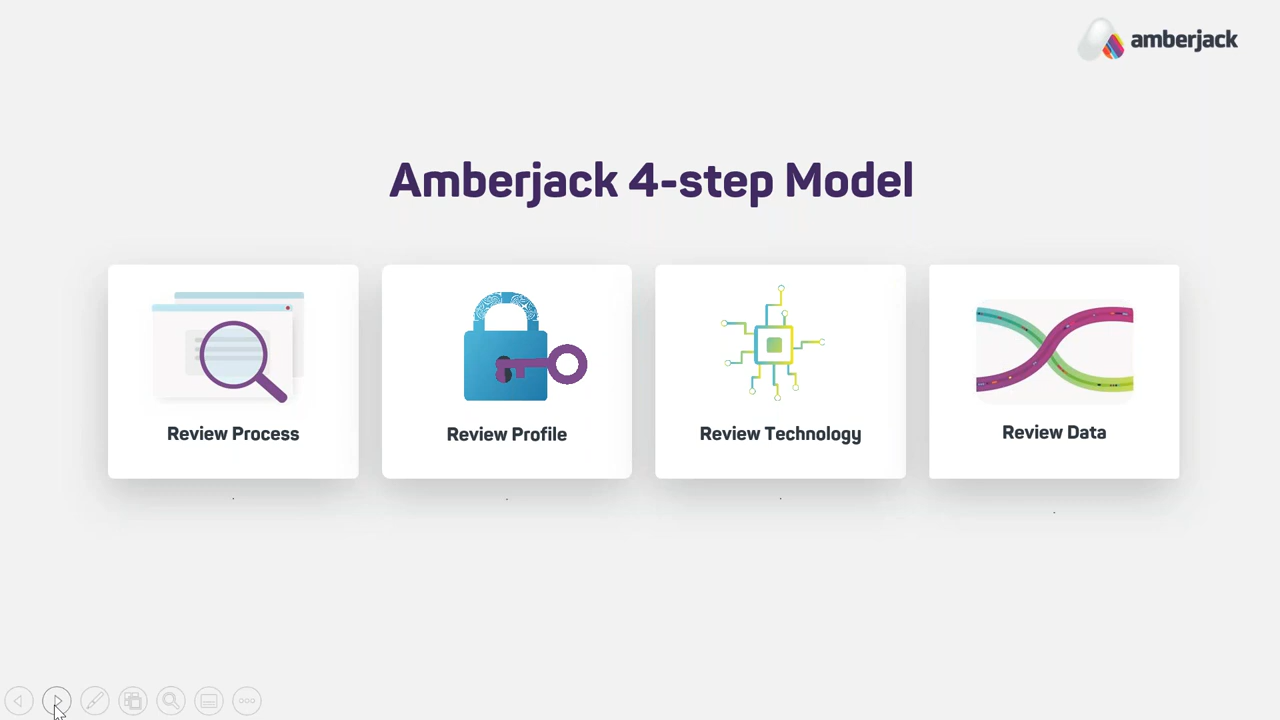 amberjack
Amberjack 4-step Model
Review Process
Review Profile
Review Technology
Review Data